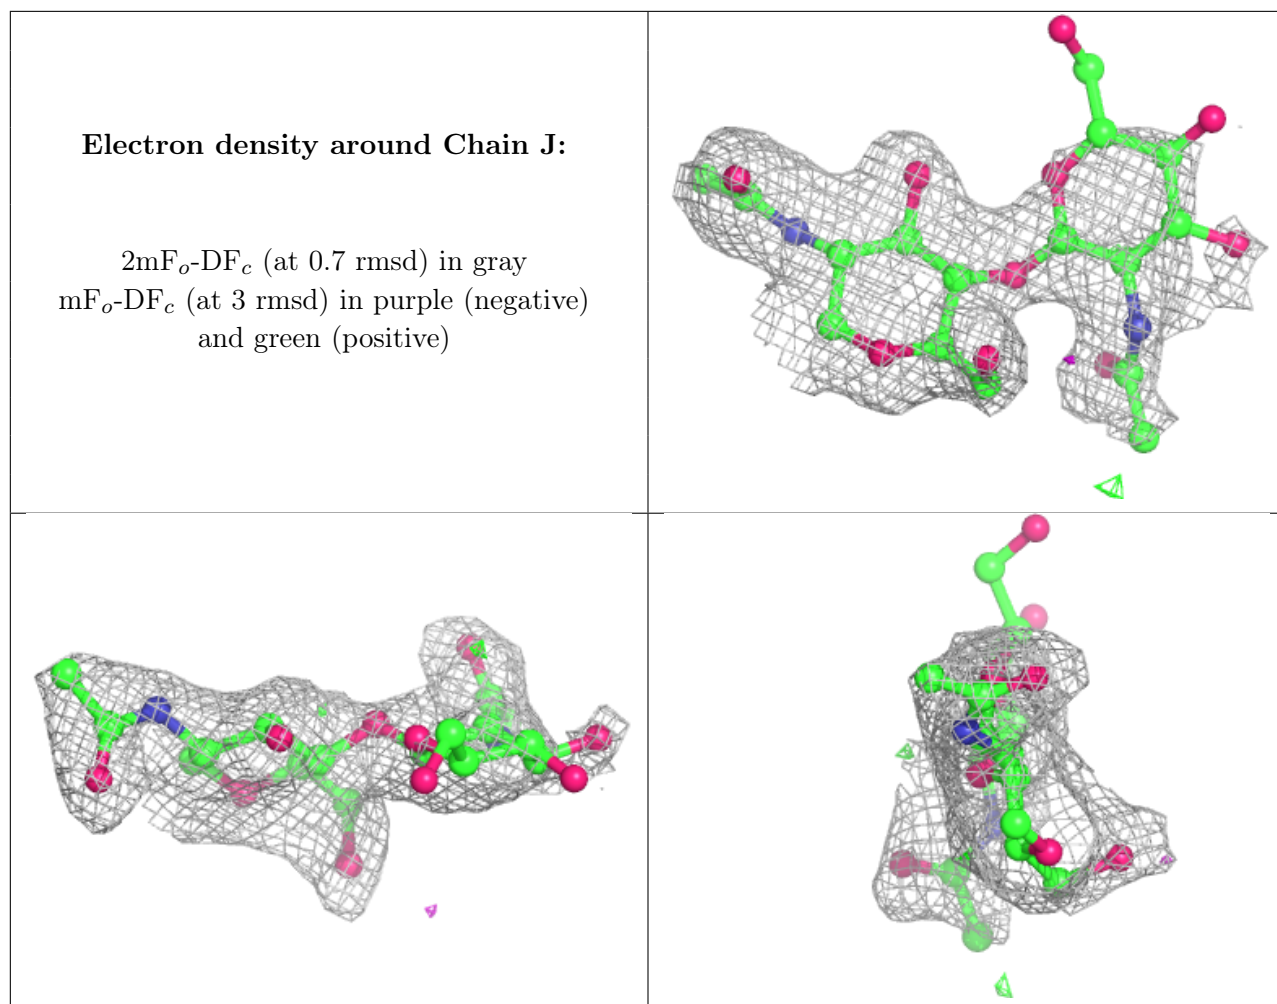 Electron density around Chain J:
2mFₒ-DF𝒸 (at 0.7 rmsd) in gray
mFₒ-DF𝒸 (at 3 rmsd) in purple (negative)
and green (positive)